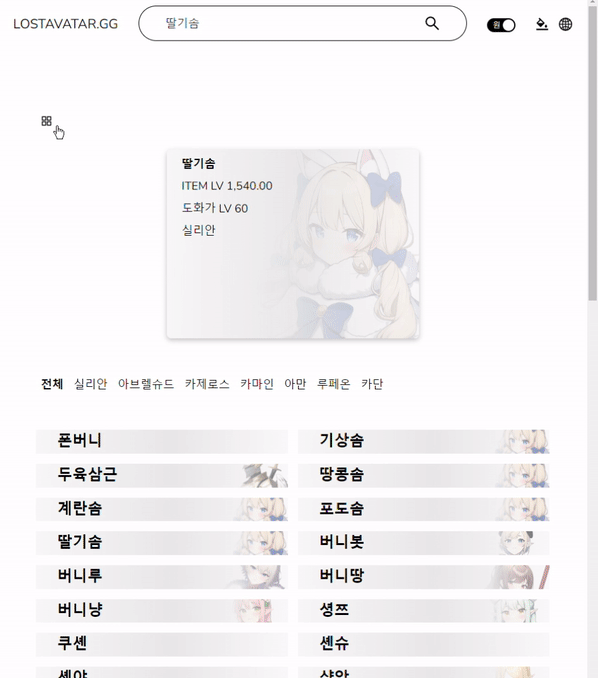 LOSTAVATAR.GG
딸기솜
원
딸기솜
ITEM LV 1,540.00
도화가 LV 60
실리안
전체 실리안 아브렐슈드 카제로스 카마인 아만 루페온 카단
폰버니 기상솜
두육삼근 땅콩솜
계란솜 포도솜
딸기솜 버니봇
버니루 버니땅
버니냥 셩쯔
쿠솅 셴슈